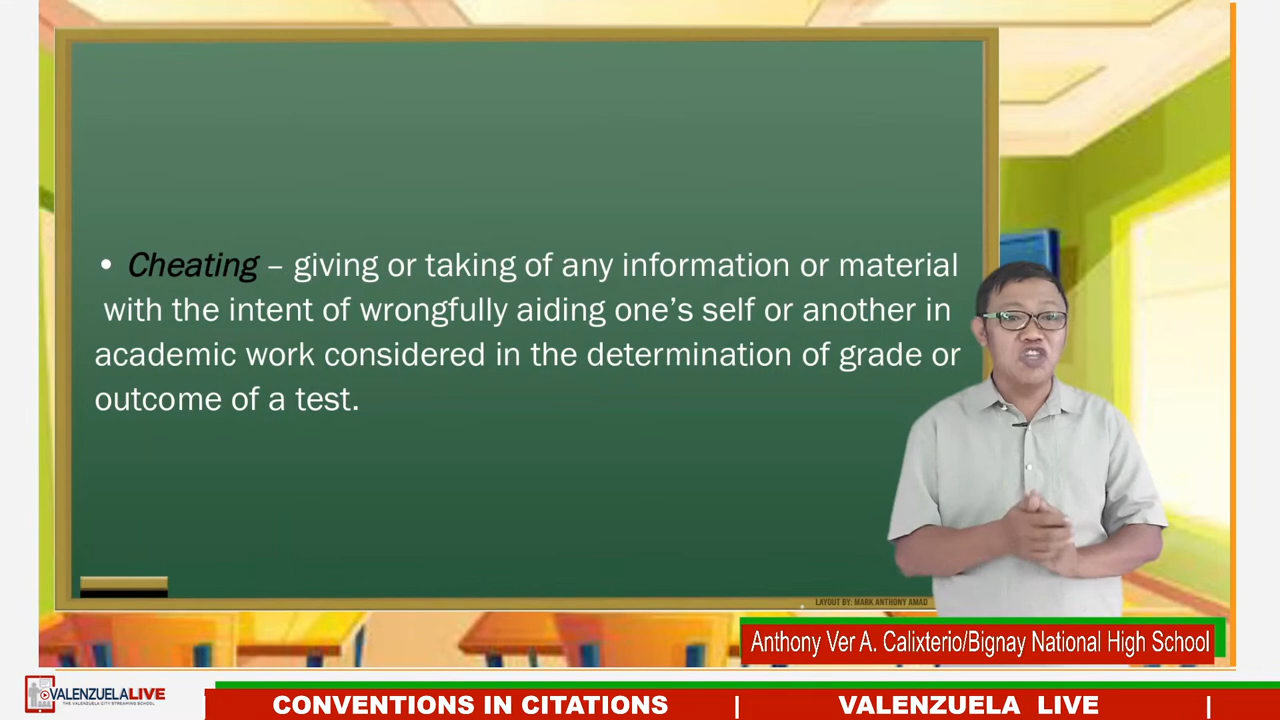 • Cheating – giving or taking of any information or material
with the intent of wrongfully aiding one’s self or another in
academic work considered in the determination of grade or
outcome of a test.
LAYOUT BY: MARK ANTHONY AMAD
Anthony Ver A. Calixterio/Bignay National High School
VALENZUELALIVE
THE VALENZUELA CITY STREAMING SCHOOL
CONVENTIONS IN CITATIONS | VALENZUELA LIVE |